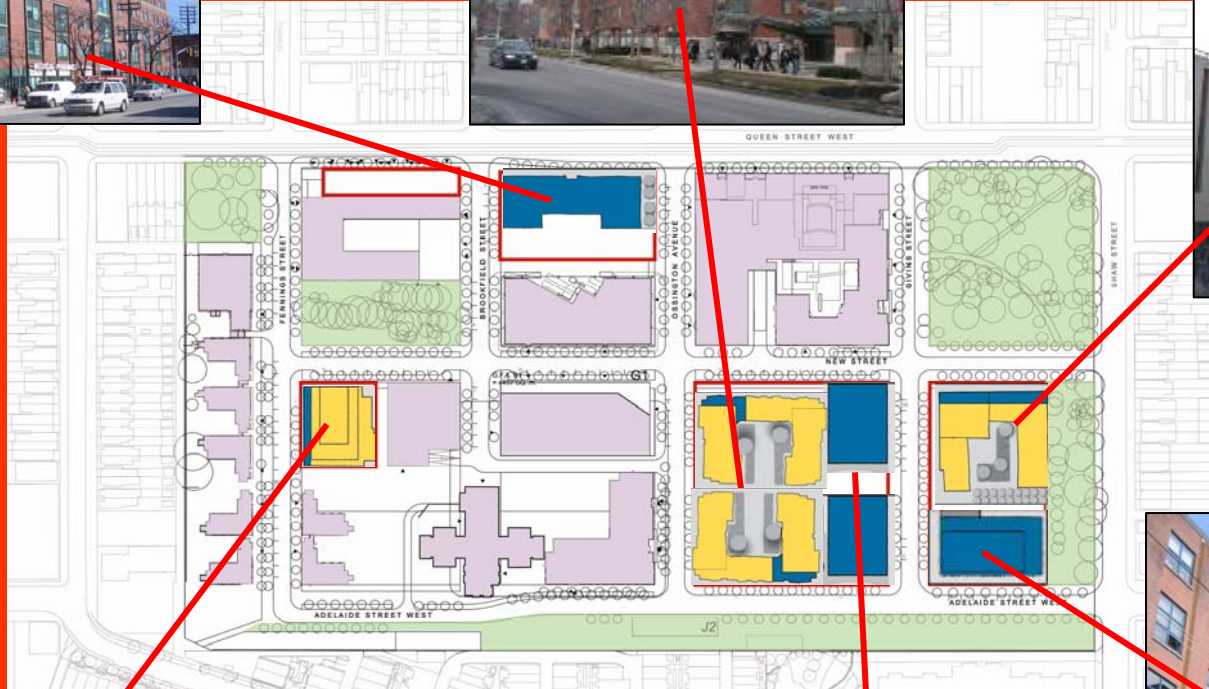 QUEEN STREET WEST
FENNINGS STREET
BROOKFIELD STREET
OSSINGTON AVENUE
GIVINS STREET
SHAW STREET
NEW STREET
G1
ADELAIDE STREET WEST
ADELAIDE STREET WEST
J2